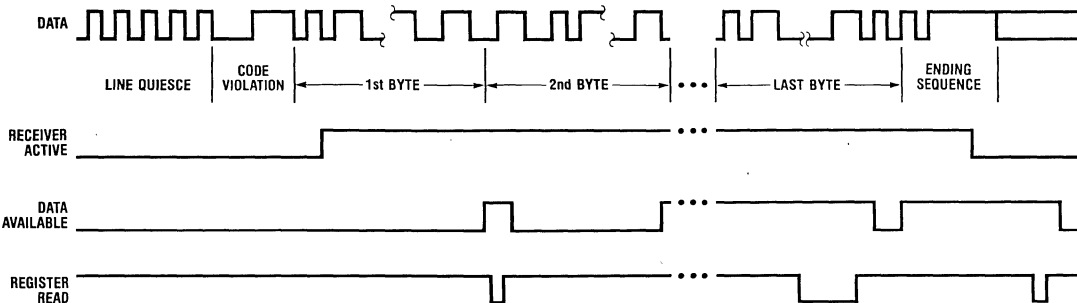 DATA
LINE QUIESCE
CODE
VIOLATION
1st BYTE
2nd BYTE
•••
LAST BYTE
ENDING
SEQUENCE
RECEIVER
ACTIVE
•••
DATA
AVAILABLE
•••
REGISTER
READ
•••